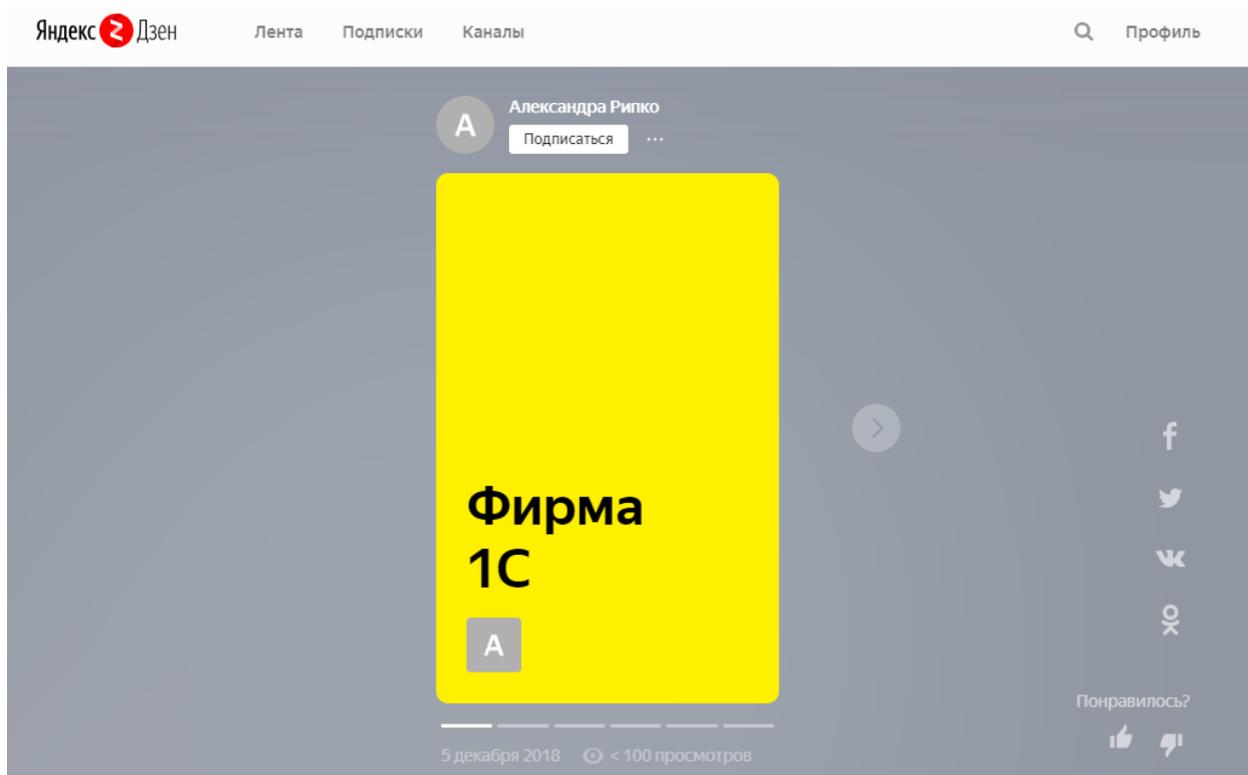 Яндекс Дзен
Лента
Подписки
Каналы
Профиль
А
Александра Рипко
Подписаться
Фирма
1С
А
5 декабря 2018
< 100 просмотров
Понравилось?